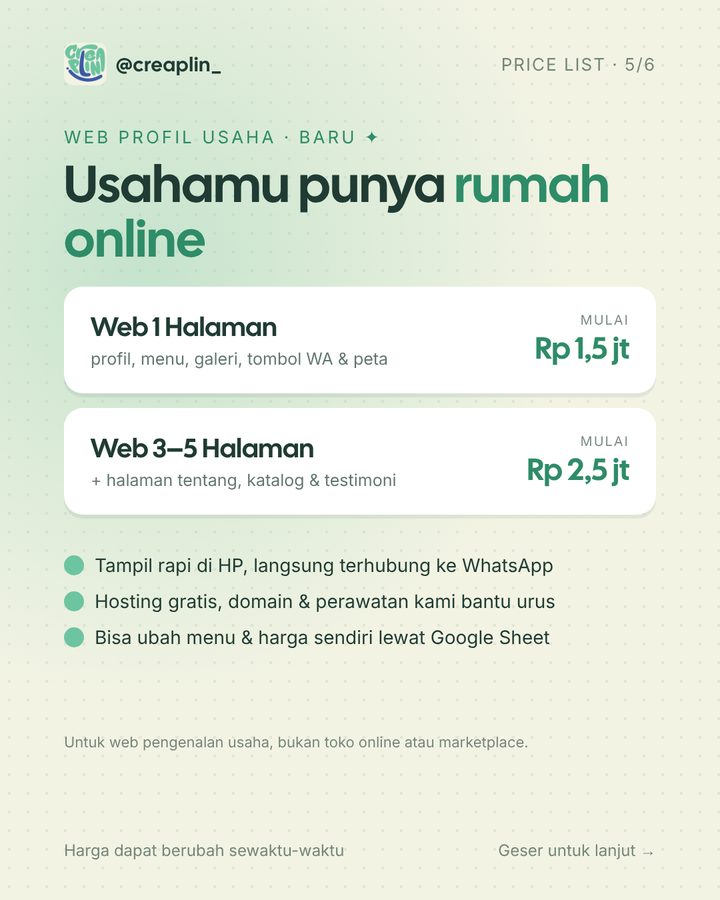 CREA
PLIN
@creaplin_
PRICE LIST · 5/6
WEB PROFIL USAHA · BARU ✦
Usahamu punya rumah
online
Web 1 Halaman
profil, menu, galeri, tombol WA & peta
MULAI
Rp 1,5 jt
Web 3–5 Halaman
+ halaman tentang, katalog & testimoni
MULAI
Rp 2,5 jt
Tampil rapi di HP, langsung terhubung ke WhatsApp
Hosting gratis, domain & perawatan kami bantu urus
Bisa ubah menu & harga sendiri lewat Google Sheet
Untuk web pengenalan usaha, bukan toko online atau marketplace.
Harga dapat berubah sewaktu-waktu
Geser untuk lanjut →